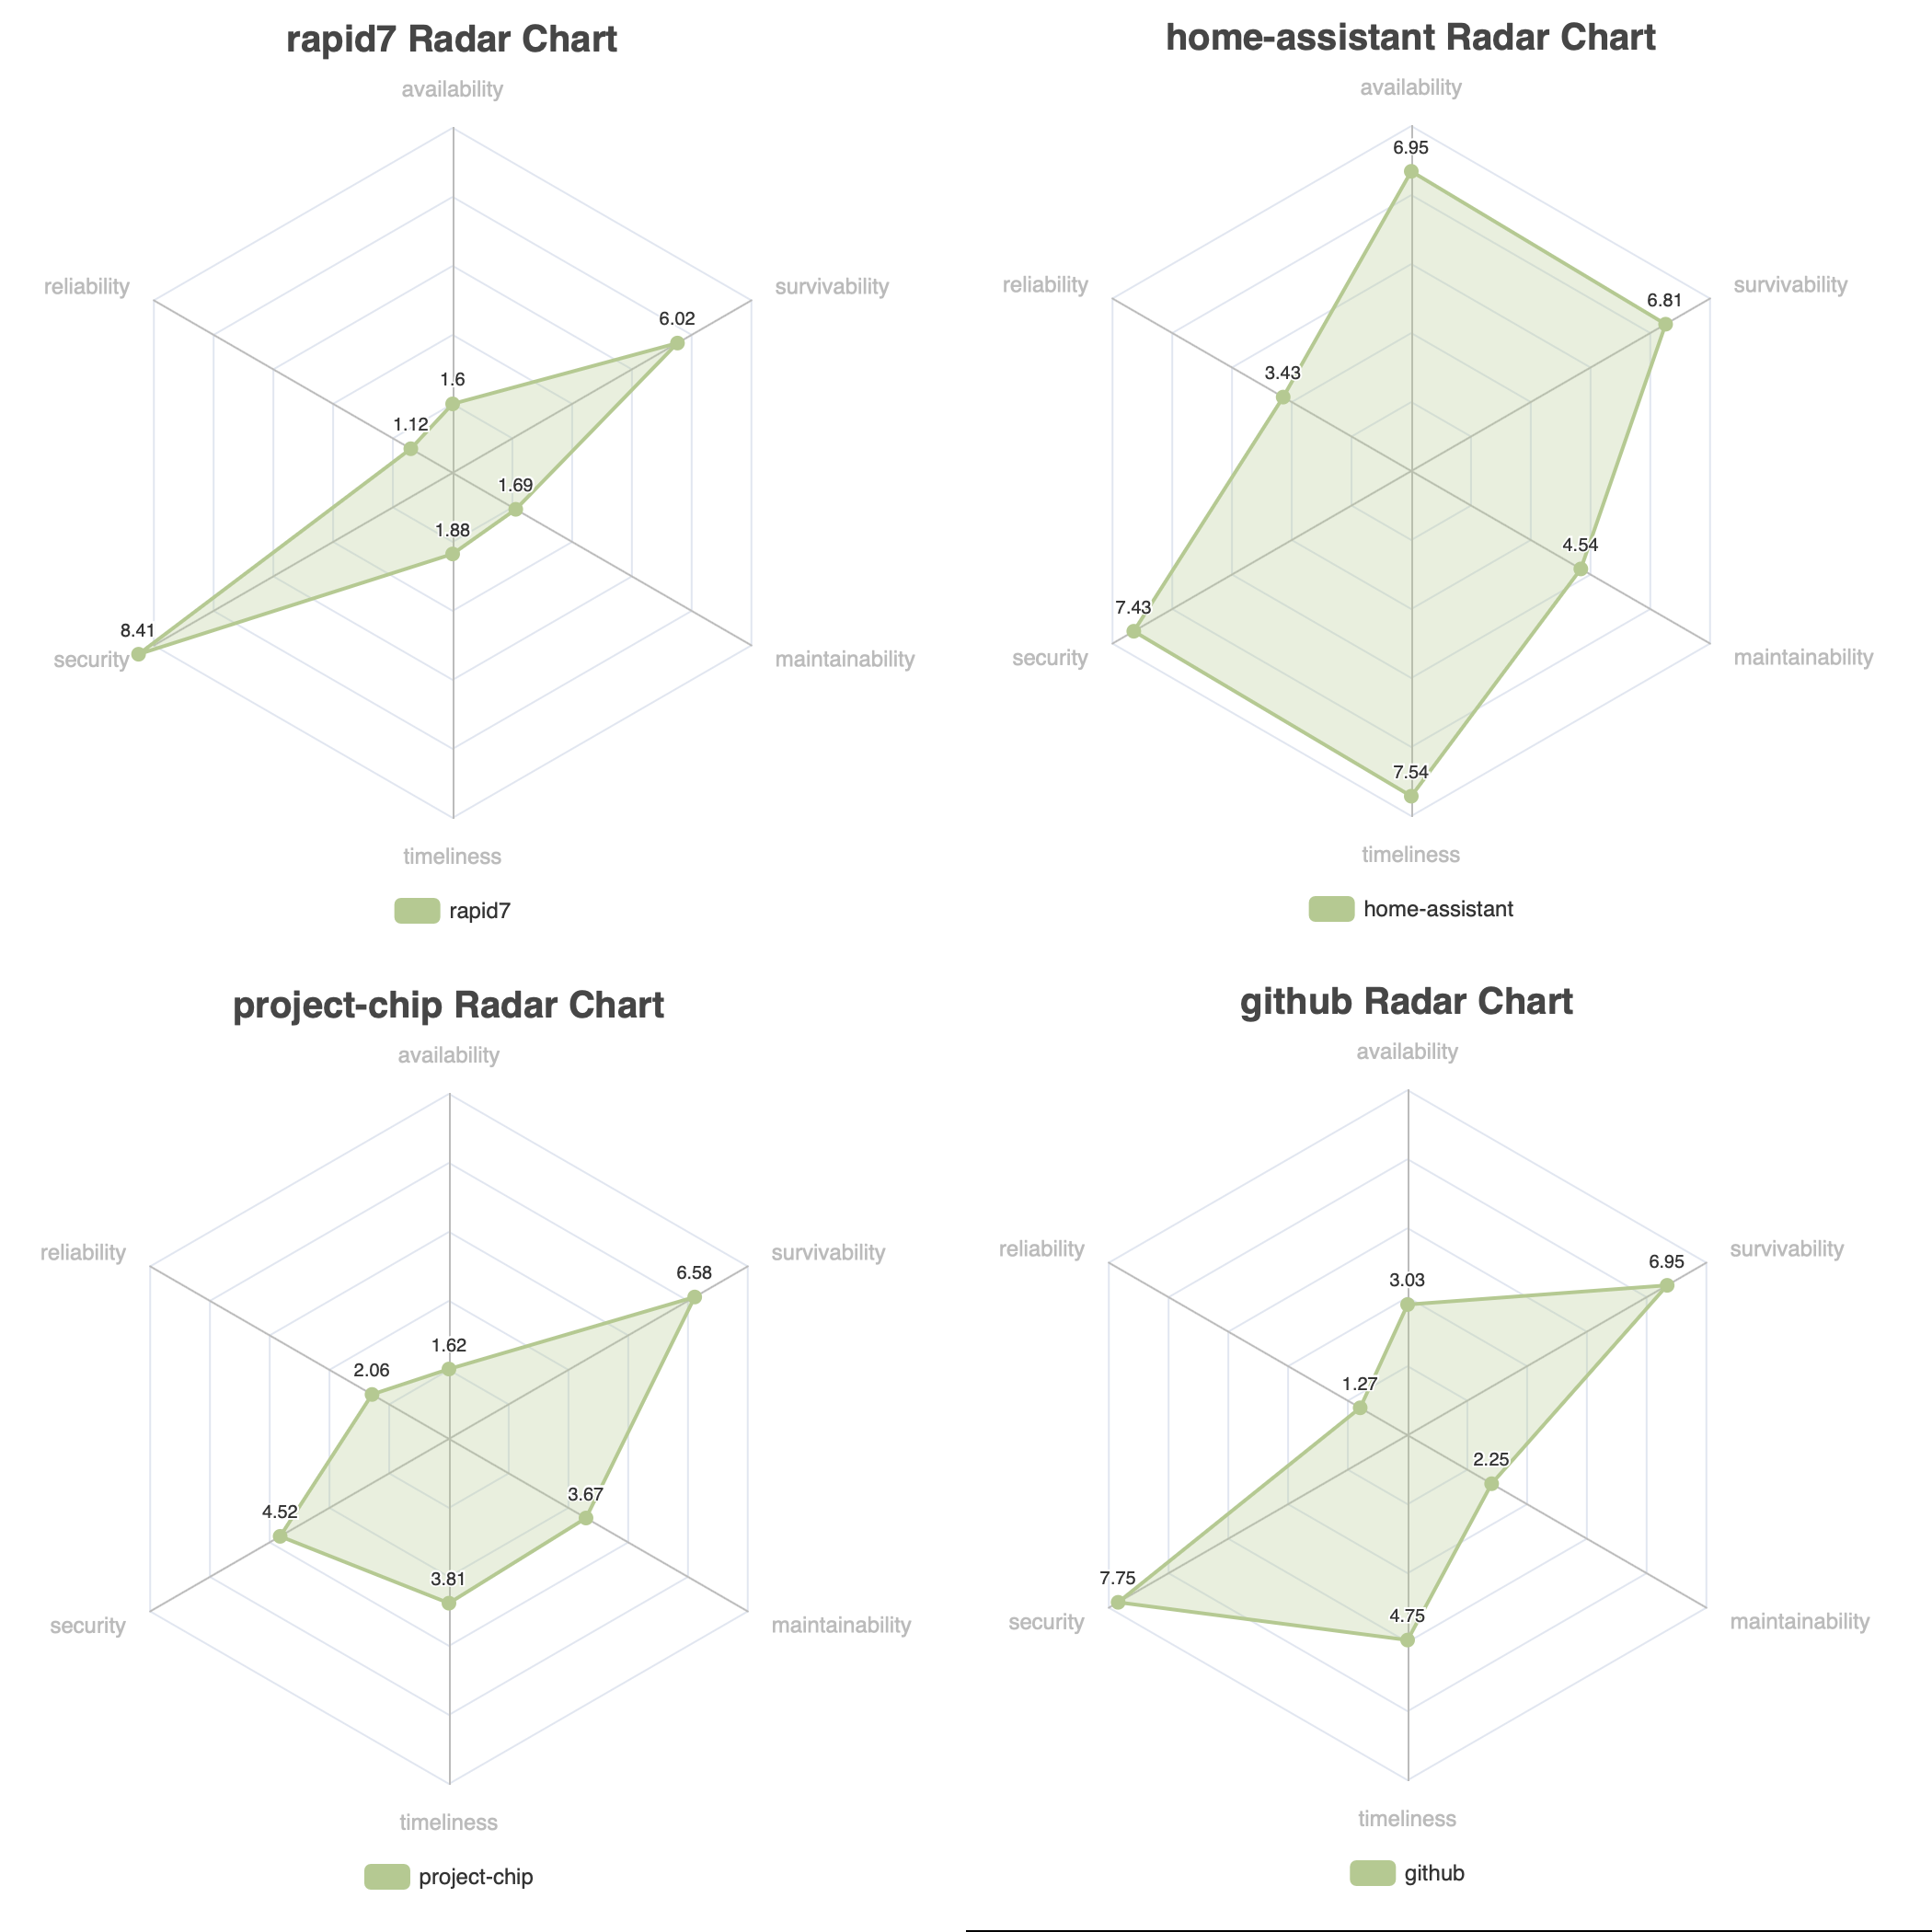 rapid7 Radar Chart
availability
reliability
survivability
6.02
1.6
1.12
1.69
1.88
8.41
security
maintainability
timeliness
rapid7
home-assistant Radar Chart
availability
6.95
reliability
survivability
6.81
3.43
4.54
7.43
security
maintainability
7.54
timeliness
home-assistant
project-chip Radar Chart
availability
reliability
survivability
6.58
1.62
2.06
3.67
4.52
3.81
security
maintainability
timeliness
project-chip
github Radar Chart
availability
reliability
survivability
6.95
3.03
1.27
2.25
7.75
4.75
security
maintainability
timeliness
github